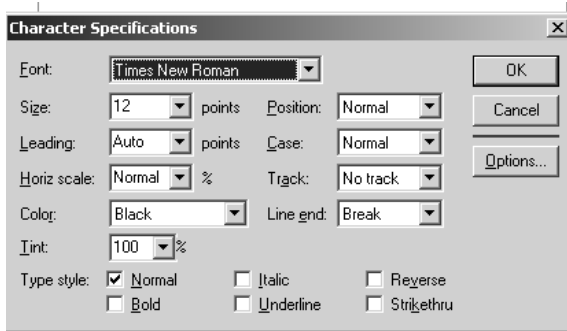 Character Specifications
Font: Times New Roman OK
Size: 12 points Position: Normal Cancel
Leading: Auto points Case: Normal
Options...
Horiz scale: Normal % Track: No track
Color: Black Line end: Break
Tint: 100 %
Type style: Normal Italic Reverse
Bold Underline Strikethru